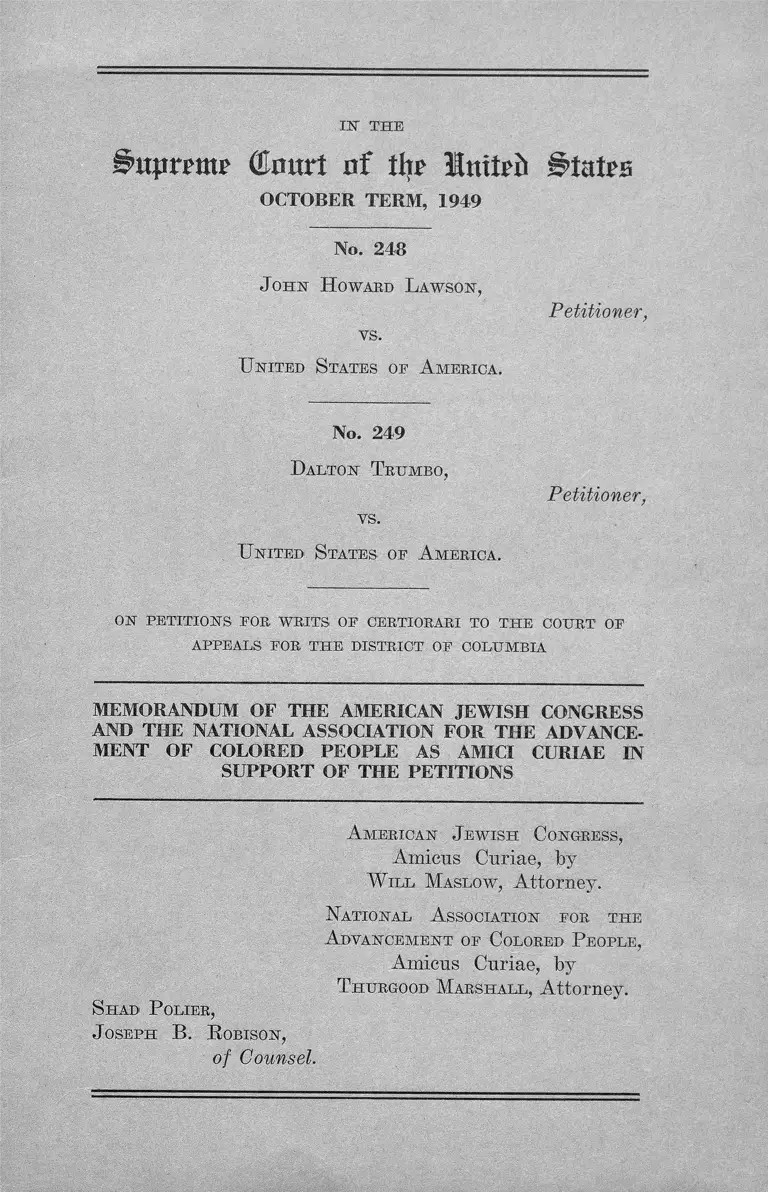 IN THE
Supreme Court of the United States
OCTOBER TERM, 1949
No. 248
JOHN HOWARD LAWSON,
Petitioner,
vs.
UNITED STATES OF AMERICA.
No. 249
DALTON TRUMBO,
Petitioner,
vs.
UNITED STATES OF AMERICA.
ON PETITIONS FOR WRITS OF CERTIORARI TO THE COURT OF
APPEALS FOR THE DISTRICT OF COLUMBIA
MEMORANDUM OF THE AMERICAN JEWISH CONGRESS
AND THE NATIONAL ASSOCIATION FOR THE ADVANCE-
MENT OF COLORED PEOPLE AS AMICI CURIAE IN
SUPPORT OF THE PETITIONS
AMERICAN JEWISH CONGRESS,
Amicus Curiae, by
WILL MASLOW, Attorney.
NATIONAL ASSOCIATION FOR THE
ADVANCEMENT OF COLORED PEOPLE,
Amicus Curiae, by
THURGOOD MARSHALL, Attorney.
SHAD POLIER,
JOSEPH B. ROBISON,
of Counsel.